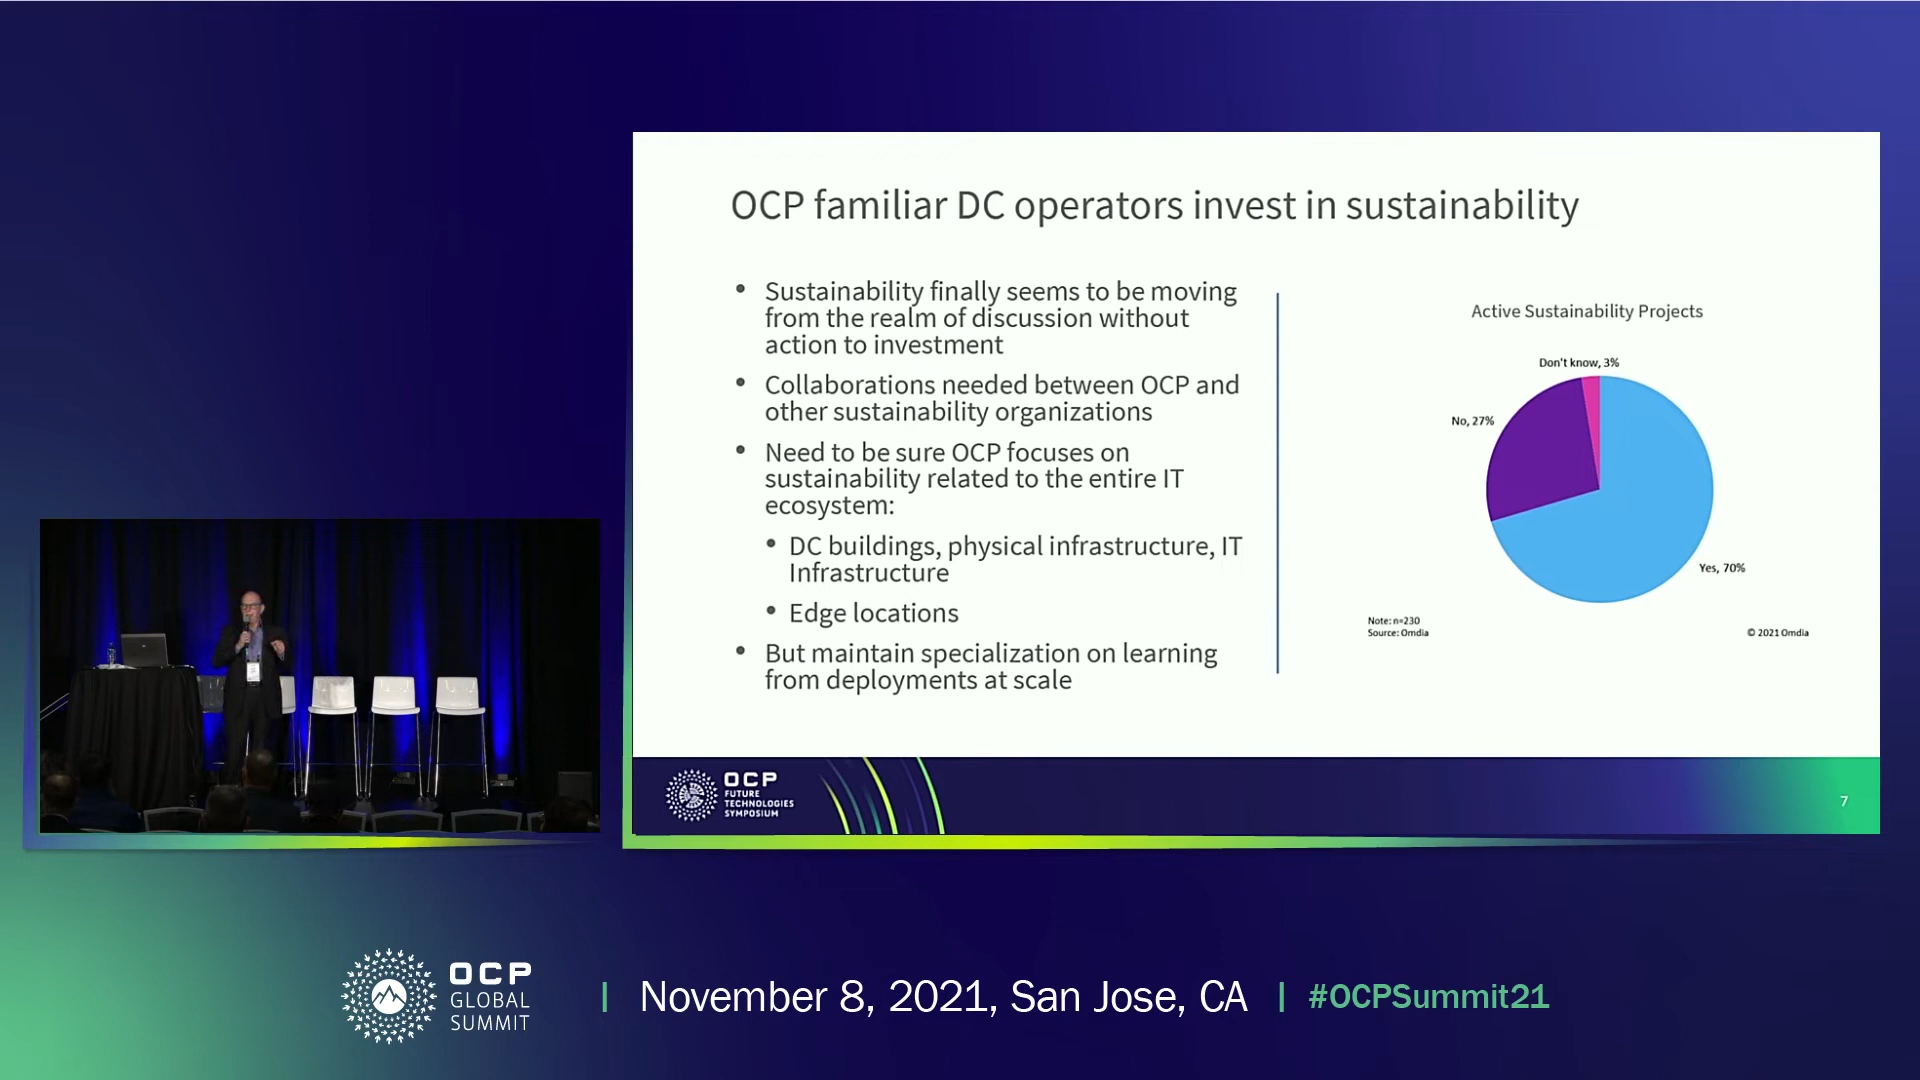 OCP familiar DC operators invest in sustainability
• Sustainability finally seems to be moving
from the realm of discussion without
action to investment
• Collaborations needed between OCP and
other sustainability organizations
• Need to be sure OCP focuses on
sustainability related to the entire IT
ecosystem:
• DC buildings, physical infrastructure, IT
Infrastructure
• Edge locations
• But maintain specialization on learning
from deployments at scale
Active Sustainability Projects
Don't know, 3%
No, 27%
Yes, 70%
Note: n=230
Source: Omdia
© 2021 Omdia
OCP
FUTURE
TECHNOLOGIES
SYMPOSIUM
7
OCP
GLOBAL
SUMMIT
| November 8, 2021, San Jose, CA | #OCPSummit21